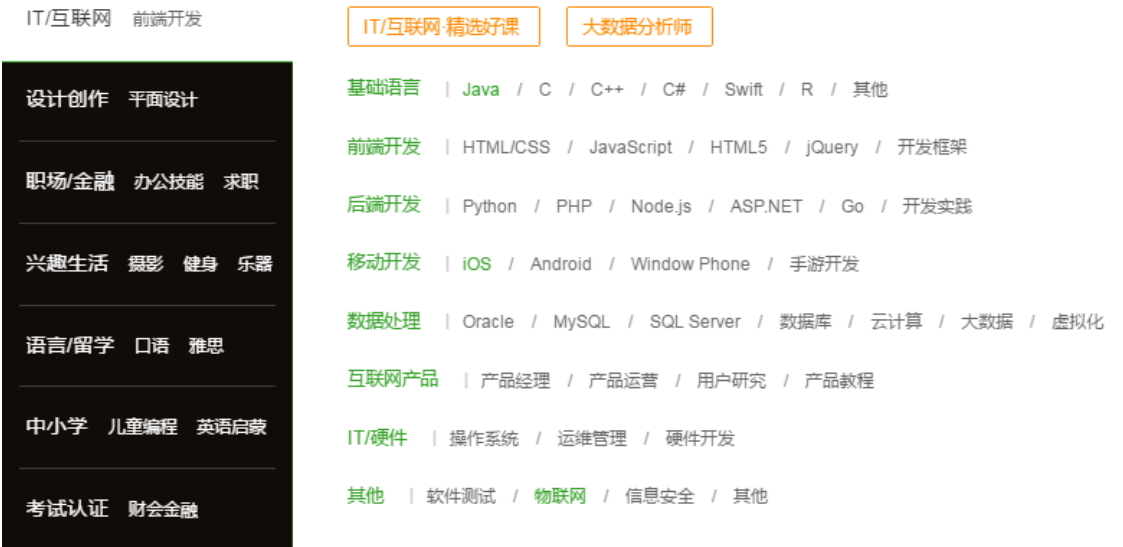 IT/互联网 前端开发
设计创作 平面设计
职场/金融 办公技能 求职
兴趣生活 摄影 健身 乐器
语言/留学 口语 雅思
中小学 儿童编程 英语启蒙
考试认证 财会金融
IT/互联网·精选好课 大数据分析师
基础语言 | Java / C / C++ / C# / Swift / R / 其他
前端开发 | HTML/CSS / JavaScript / HTML5 / jQuery / 开发框架
后端开发 | Python / PHP / Node.js / ASP.NET / Go / 开发实践
移动开发 | iOS / Android / Window Phone / 手游开发
数据处理 | Oracle / MySQL / SQL Server / 数据库 / 云计算 / 大数据 / 虚拟化
互联网产品 | 产品经理 / 产品运营 / 用户研究 / 产品教程
IT/硬件 | 操作系统 / 运维管理 / 硬件开发
其他 | 软件测试 / 物联网 / 信息安全 / 其他